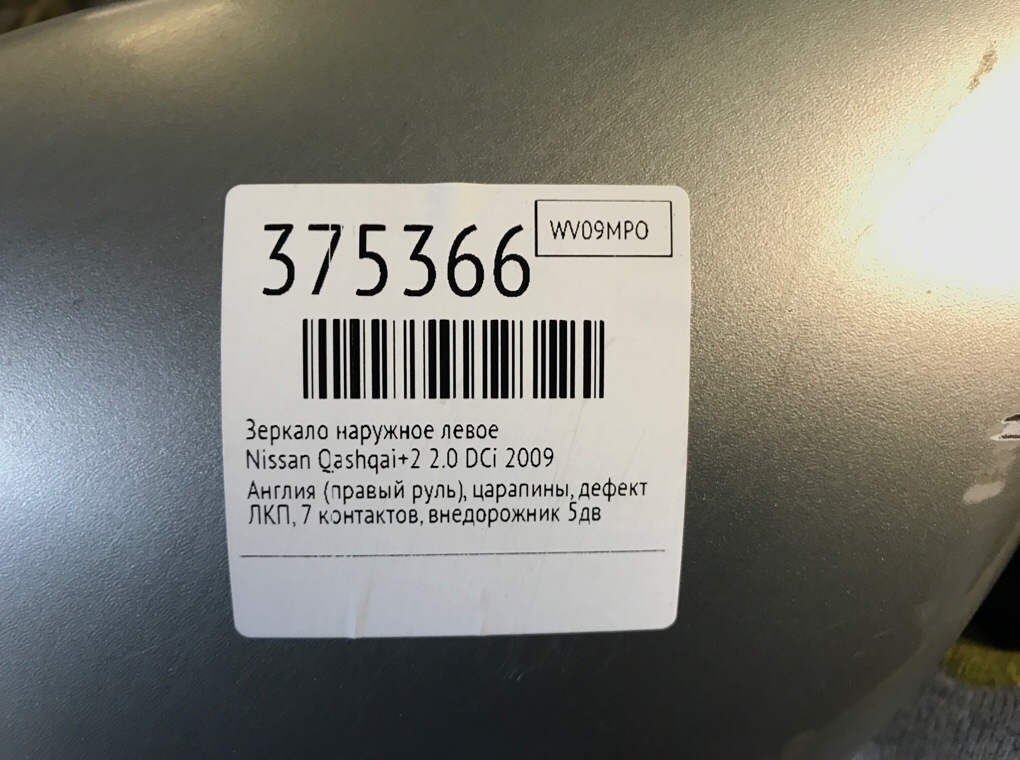 375366
WV09MPO
Зеркало наружное левое
Nissan Qashqai+2 2.0 DCi 2009
Англия (правый руль), царапины, дефект
ЛКП, 7 контактов, внедорожник 5дв